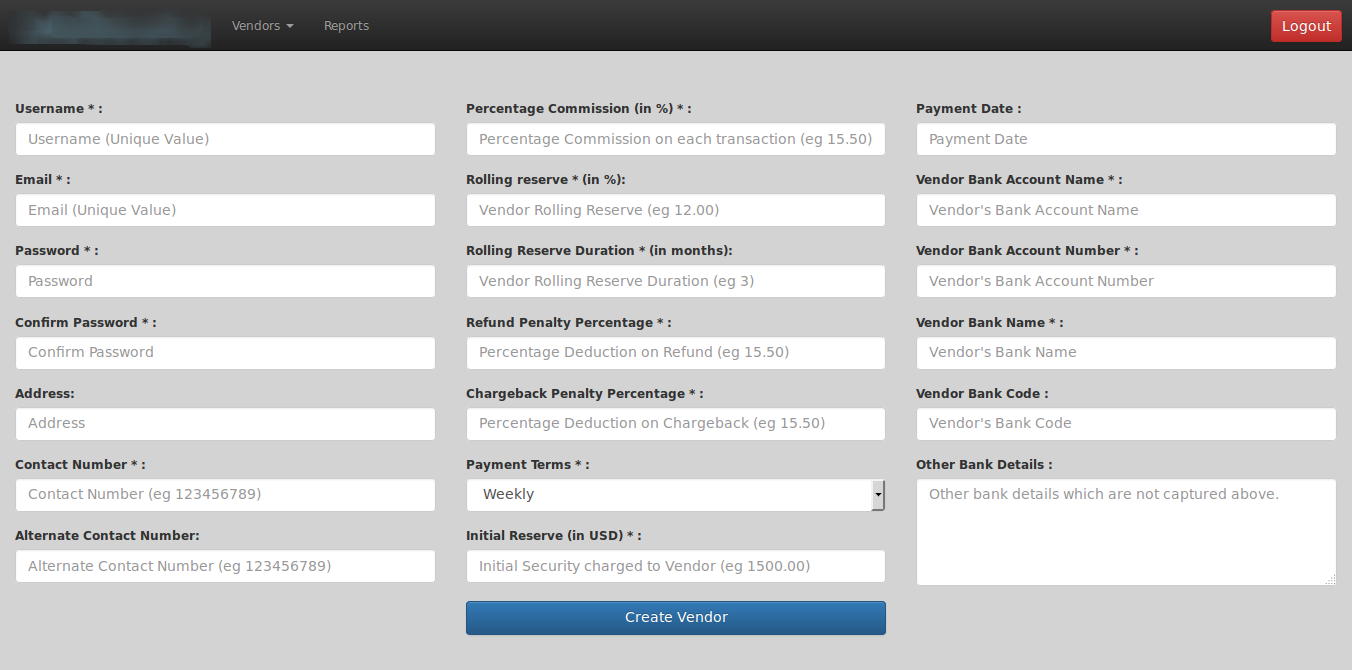 Vendors
Reports
Logout
Username * :
Username (Unique Value)
Email * :
Email (Unique Value)
Password * :
Password
Confirm Password * :
Confirm Password
Address:
Address
Contact Number * :
Contact Number (eg 123456789)
Alternate Contact Number:
Alternate Contact Number (eg 123456789)
Percentage Commission (in %) * :
Percentage Commission on each transaction (eg 15.50)
Rolling reserve * (in %):
Vendor Rolling Reserve (eg 12.00)
Rolling Reserve Duration * (in months):
Vendor Rolling Reserve Duration (eg 3)
Refund Penalty Percentage * :
Percentage Deduction on Refund (eg 15.50)
Chargeback Penalty Percentage * :
Percentage Deduction on Chargeback (eg 15.50)
Payment Terms * :
Weekly
Initial Reserve (in USD) * :
Initial Security charged to Vendor (eg 1500.00)
Create Vendor
Payment Date :
Payment Date
Vendor Bank Account Name * :
Vendor's Bank Account Name
Vendor Bank Account Number * :
Vendor's Bank Account Number
Vendor Bank Name * :
Vendor's Bank Name
Vendor Bank Code :
Vendor's Bank Code
Other Bank Details :
Other bank details which are not captured above.